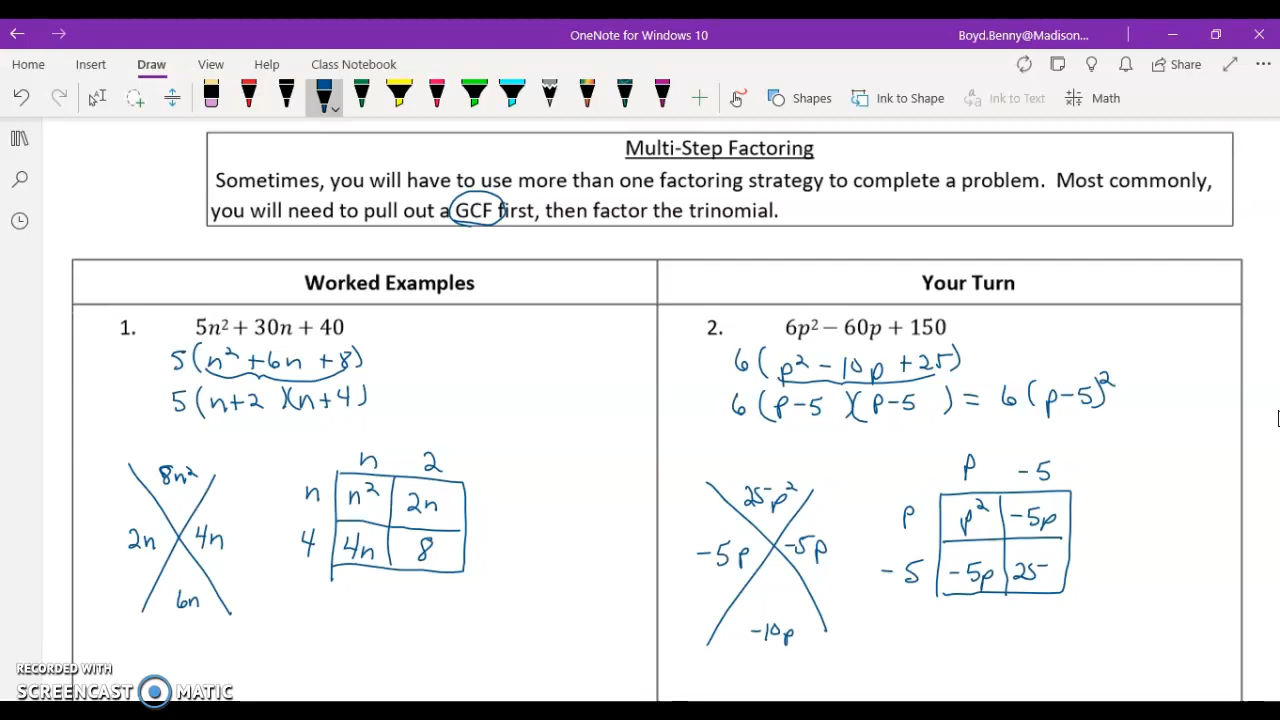 OneNote for Windows 10
Boyd.Benny@Madison...
Home Insert Draw View Help Class Notebook Share
Shapes Ink to Shape Ink to Text Math
Multi-Step Factoring
Sometimes, you will have to use more than one factoring strategy to complete a problem. Most commonly,
you will need to pull out a GCF first, then factor the trinomial.
Worked Examples
1. 5n² + 30n + 40
5(n² + 6n + 8)
5(n+2)(n+4)
8n²
2n 4n
6n
n 2
n n² 2n
4 4n 8
Your Turn
2. 6p² − 60p + 150
6(p² − 10p + 25)
6(p−5)(p−5) = 6(p−5)²
25p²
−5p −5p
−10p
p −5
p p² −5p
−5 −5p 25
RECORDED WITH
SCREENCAST MATIC